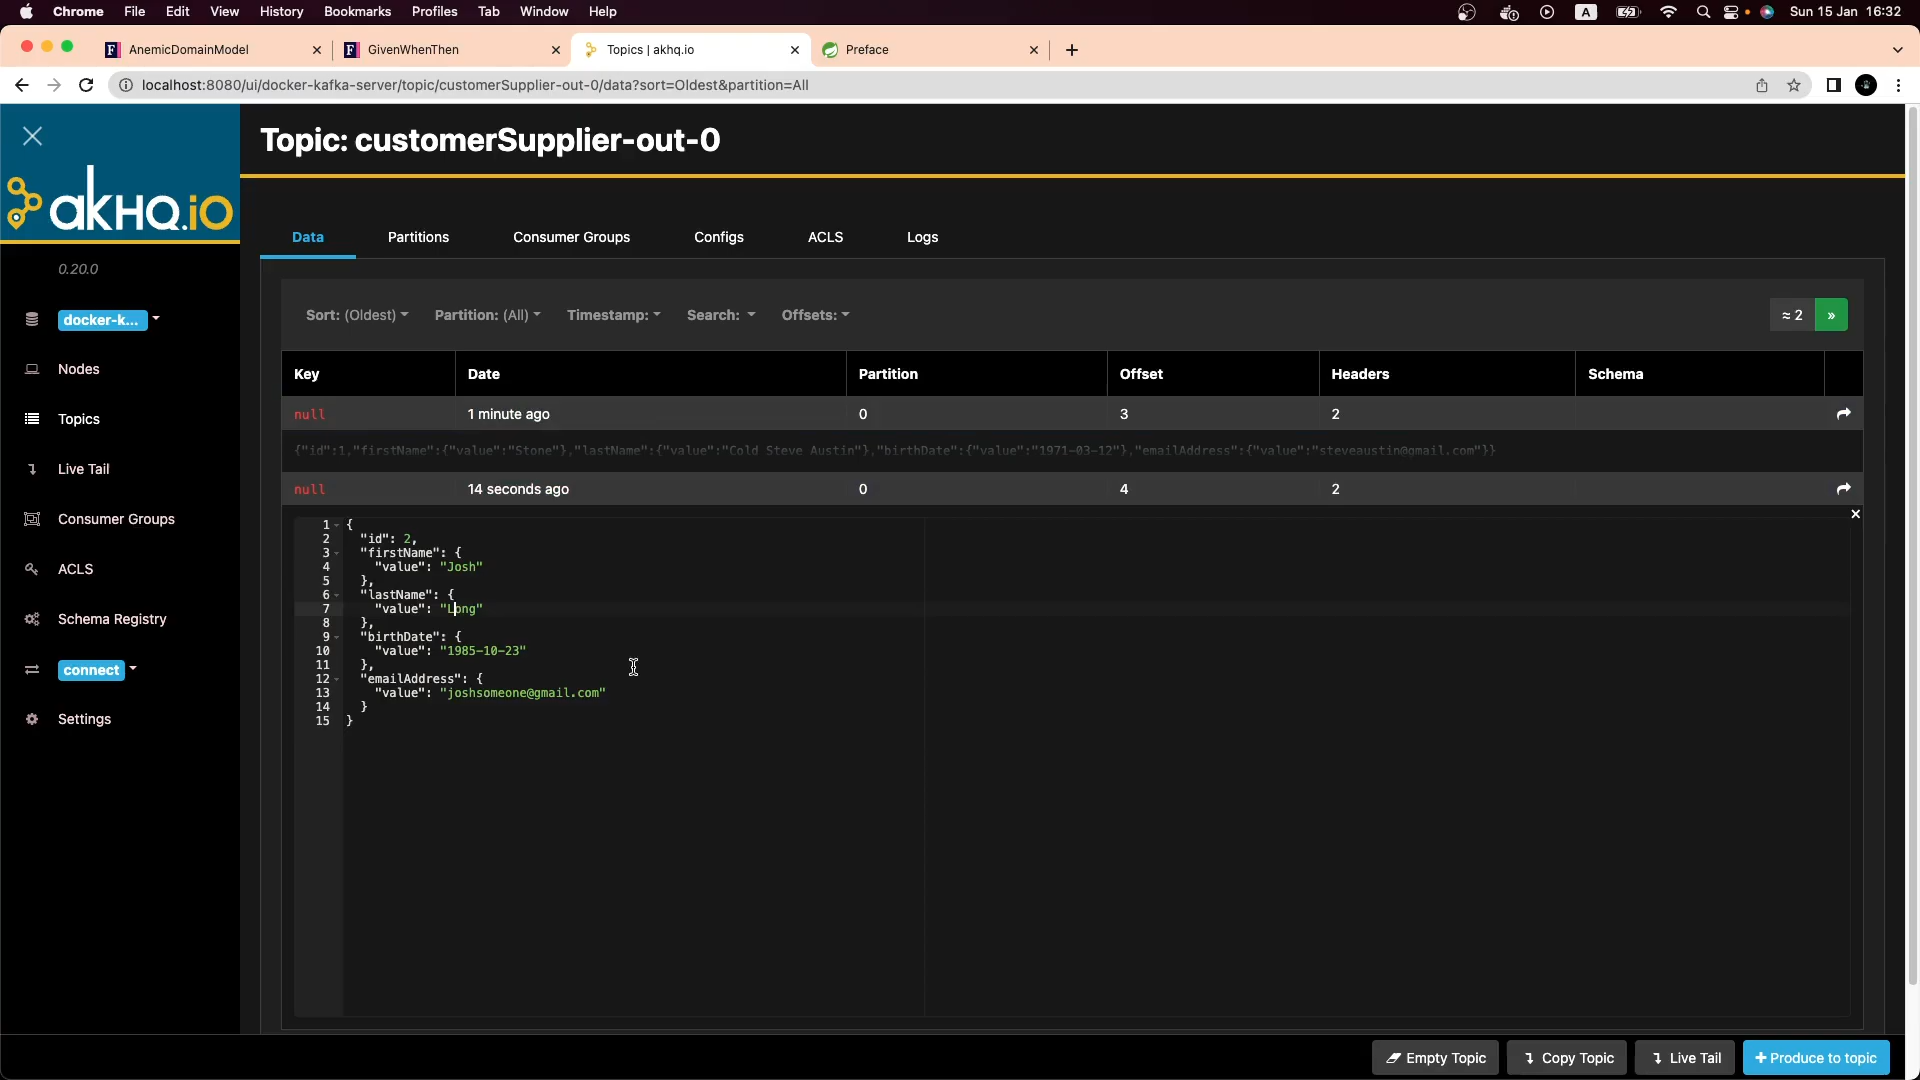 Chrome File Edit View History Bookmarks Profiles Tab Window Help A Sun 15 Jan 16:32
AnemicDomainModel GivenWhenThen Topics | akhq.io Preface
localhost:8080/ui/docker-kafka-server/topic/customerSupplier-out-0/data?sort=Oldest&partition=All
Topic: customerSupplier-out-0
akHQ.io
0.20.0
docker-k...
Nodes
Topics
Live Tail
Consumer Groups
ACLS
Schema Registry
connect
Settings
Data Partitions Consumer Groups Configs ACLS Logs
Sort: (Oldest) Partition: (All) Timestamp: Search: Offsets: ≈ 2 »
Key Date Partition Offset Headers Schema
null 1 minute ago 0 3 2
{"id":1,"firstName":{"value":"Stone"},"lastName":{"value":"Cold Steve Austin"},"birthDate":{"value":"1971-03-12"},"emailAddress":{"value":"steveaustin@gmail.com"}}
null 14 seconds ago 0 4 2
1 {
2 "id": 2,
3 "firstName": {
4 "value": "Josh"
5 },
6 "lastName": {
7 "value": "Long"
8 },
9 "birthDate": {
10 "value": "1985-10-23"
11 },
12 "emailAddress": {
13 "value": "joshsomeone@gmail.com"
14 }
15 }
Empty Topic Copy Topic Live Tail + Produce to topic